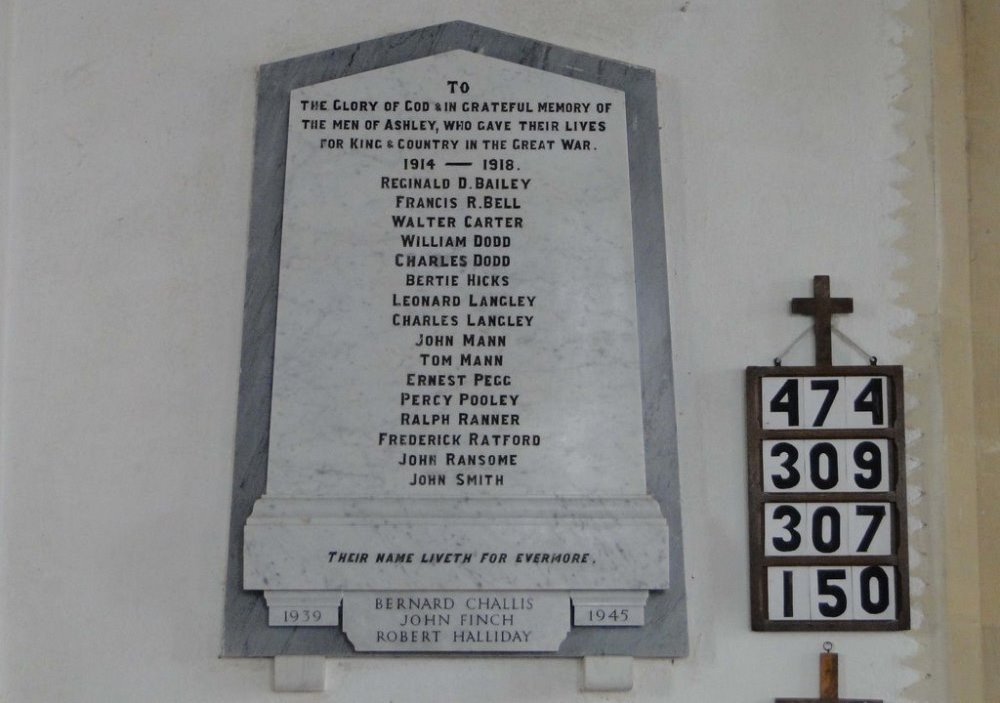 TO
THE GLORY OF GOD & IN GRATEFUL MEMORY OF
THE MEN OF ASHLEY, WHO GAVE THEIR LIVES
FOR KING & COUNTRY IN THE GREAT WAR.
1914 — 1918.
REGINALD D. BAILEY
FRANCIS R. BELL
WALTER CARTER
WILLIAM DODD
CHARLES DODD
BERTIE HICKS
LEONARD LANGLEY
CHARLES LANGLEY
JOHN MANN
TOM MANN
ERNEST PEGG
PERCY POOLEY
RALPH RANNER
FREDERICK RATFORD
JOHN RANSOME
JOHN SMITH
THEIR NAME LIVETH FOR EVERMORE.
1939
BERNARD CHALLIS
JOHN FINCH
ROBERT HALLIDAY
1945
474
309
307
150